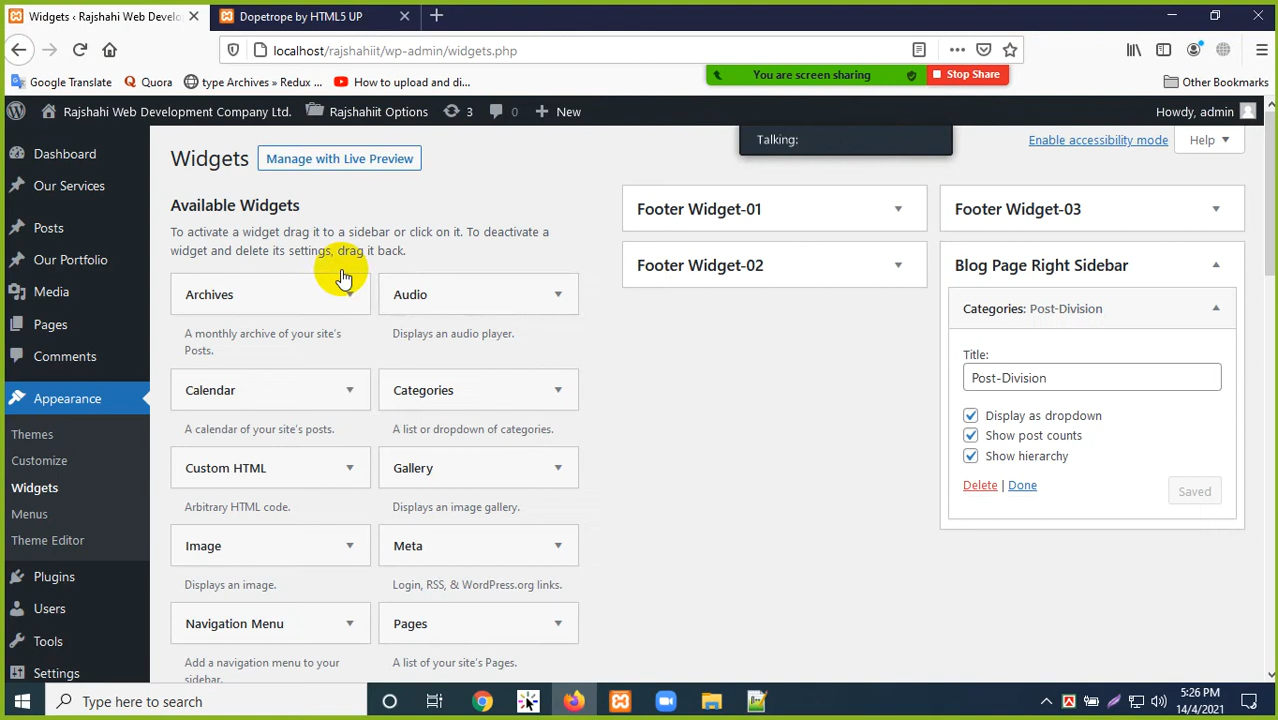 Widgets ‹ Rajshahi Web Develo
Dopetrope by HTML5 UP
localhost/rajshahiit/wp-admin/widgets.php
Google Translate
Quora
type Archives ‹ Redux ...
How to upload and di...
You are screen sharing
Stop Share
Other Bookmarks
Rajshahi Web Development Company Ltd.
Rajshahiit Options
3
0
New
Howdy, admin
Talking:
Enable accessibility mode
Help
Dashboard
Our Services
Posts
Our Portfolio
Media
Pages
Comments
Appearance
Themes
Customize
Widgets
Menus
Theme Editor
Plugins
Users
Tools
Settings
Widgets
Manage with Live Preview
Available Widgets
To activate a widget drag it to a sidebar or click on it. To deactivate a
widget and delete its settings, drag it back.
Archives
A monthly archive of your site's
Posts.
Audio
Displays an audio player.
Calendar
A calendar of your site's posts.
Categories
A list or dropdown of categories.
Custom HTML
Arbitrary HTML code.
Gallery
Displays an image gallery.
Image
Displays an image.
Meta
Login, RSS, & WordPress.org links.
Navigation Menu
Add a navigation menu to your
sidebar.
Pages
A list of your site's Pages.
Footer Widget-01
Footer Widget-02
Footer Widget-03
Blog Page Right Sidebar
Categories: Post-Division
Title:
Post-Division
Display as dropdown
Show post counts
Show hierarchy
Delete | Done
Saved
Type here to search
5:26 PM
14/4/2021